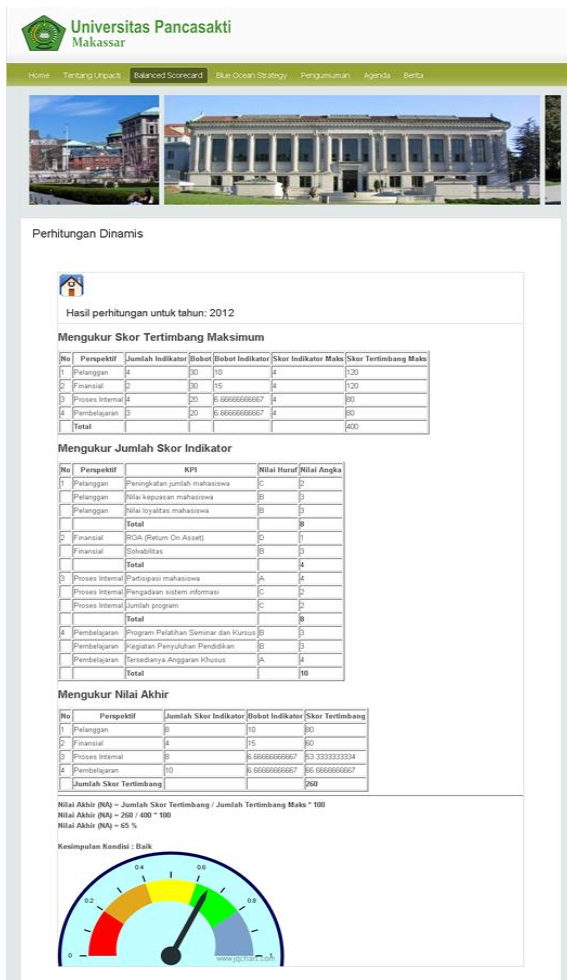 Universitas Pancasakti
Makassar
Home Tentang Unpacti Balanced Scorecard Blue Ocean Strategy Pengumuman Agenda Berita
Perhitungan Dinamis
Hasil perhitungan untuk tahun: 2012
Mengukur Skor Tertimbang Maksimum
No Perspektif Jumlah Indikator Bobot Bobot Indikator Skor Indikator Maks Skor Tertimbang Maks
1 Pelanggan 4 30 10 4 120
2 Finansial 2 30 15 4 120
3 Proses Internal 4 20 6.66666666667 4 80
4 Pembelajaran 3 20 6.66666666667 4 80
Total 400
Mengukur Jumlah Skor Indikator
No Perspektif KPI Nilai Huruf Nilai Angka
1 Pelanggan Peningkatan jumlah mahasiswa C 2
Pelanggan Nilai kepuasan mahasiswa B 3
Pelanggan Nilai loyalitas mahasiswa B 3
Total 8
2 Finansial ROA (Return On Asset) D 1
Finansial Solvabilitas B 3
Total 4
3 Proses Internal Partisipasi mahasiswa A 4
Proses Internal Pengadaan sistem informasi C 2
Proses Internal Jumlah program C 2
Total 8
4 Pembelajaran Program Pelatihan Seminar dan Kursus B 3
Pembelajaran Kegiatan Penyuluhan Pendidikan B 3
Pembelajaran Tersedianya Anggaran Khusus A 4
Total 10
Mengukur Nilai Akhir
No Perspektif Jumlah Skor Indikator Bobot Indikator Skor Tertimbang
1 Pelanggan 8 10 80
2 Finansial 4 15 60
3 Proses Internal 8 6.66666666667 53.3333333334
4 Pembelajaran 10 6.66666666667 66.6666666667
Jumlah Skor Tertimbang 260
Nilai Akhir (NA) = Jumlah Skor Tertimbang / Jumlah Tertimbang Maks * 100
Nilai Akhir (NA) = 260 / 400 * 100
Nilai Akhir (NA) = 65 %
Kesimpulan Kondisi : Baik
0 0.2 0.4 0.6 0.8 1
www.jqchart.com